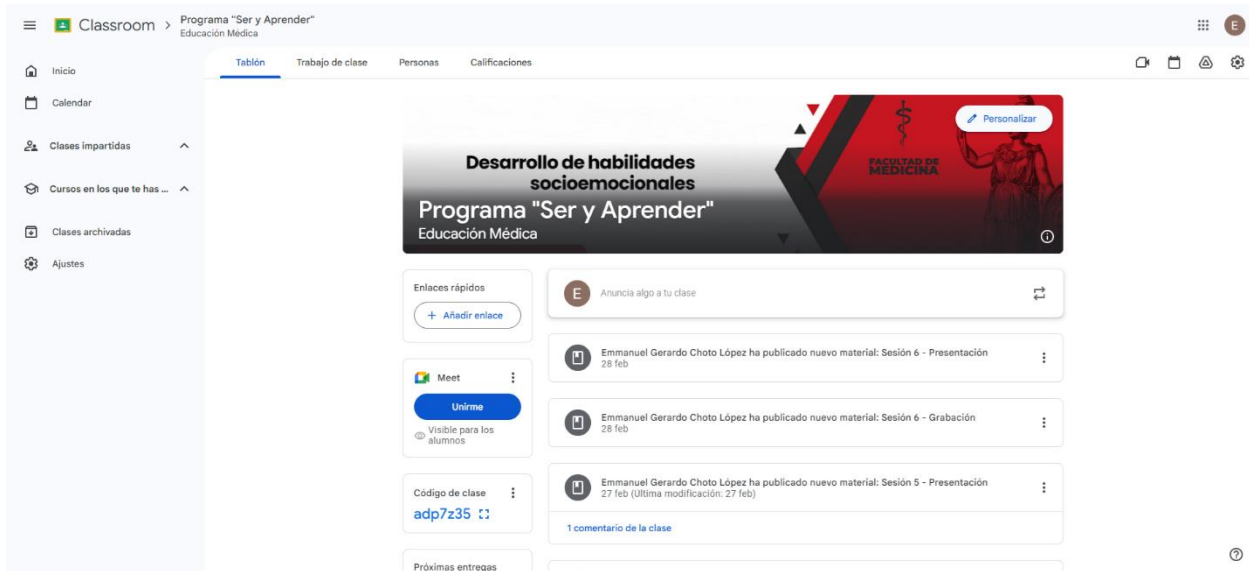 Classroom
Programa "Ser y Aprender"
Educación Médica
E
Inicio
Calendar
Clases impartidas
Cursos en los que te has ...
Clases archivadas
Ajustes
Tablón
Trabajo de clase
Personas
Calificaciones
Personalizar
Desarrollo de habilidades
socioemocionales
FACULTAD DE
MEDICINA
Programa "Ser y Aprender"
Educación Médica
Enlaces rápidos
+ Añadir enlace
Meet
Unirme
Visible para los
alumnos
Código de clase
adp7z35
Próximas entregas
E
Anuncia algo a tu clase
Emmanuel Gerardo Choto López ha publicado nuevo material: Sesión 6 - Presentación
28 feb
Emmanuel Gerardo Choto López ha publicado nuevo material: Sesión 6 - Grabación
28 feb
Emmanuel Gerardo Choto López ha publicado nuevo material: Sesión 5 - Presentación
27 feb (Última modificación: 27 feb)
1 comentario de la clase